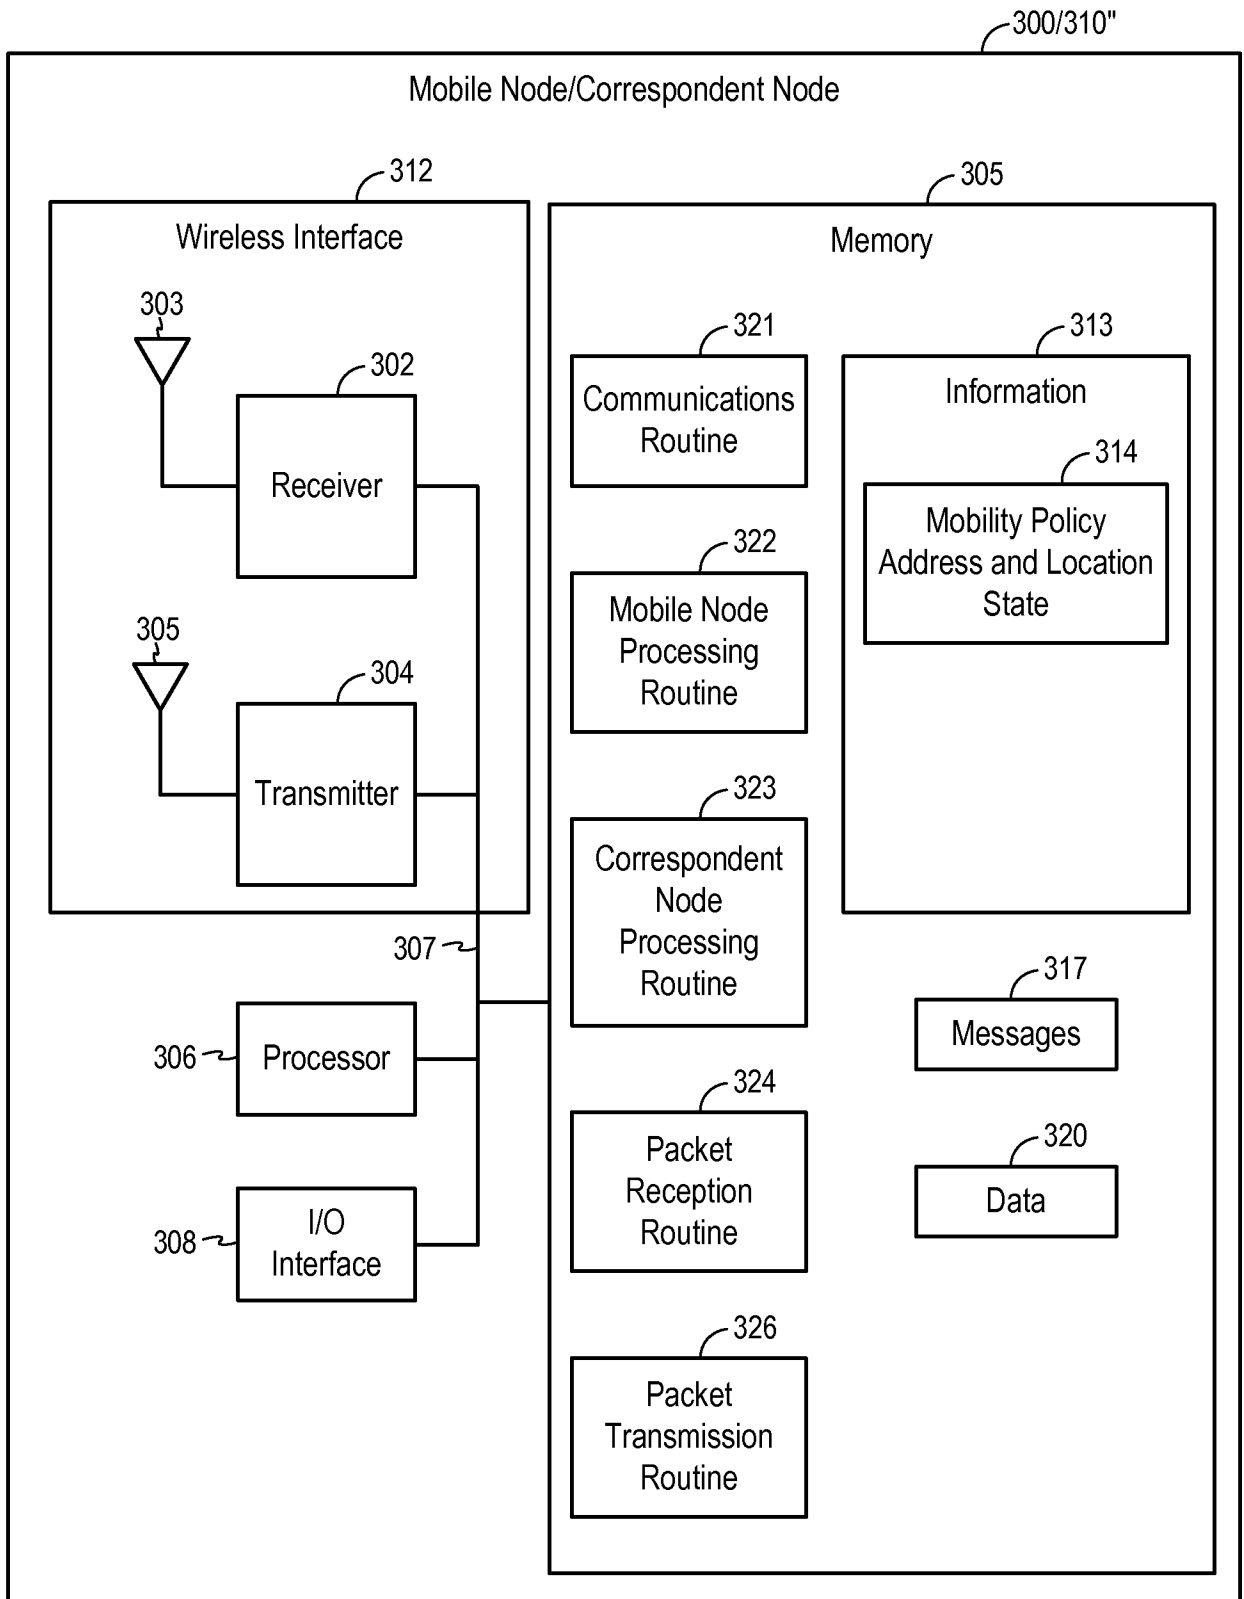 300/310"
Mobile Node/Correspondent Node
312
Wireless Interface
303
302
Receiver
305
304
Transmitter
307
306
Processor
308
I/O
Interface
305
Memory
321
Communications
Routine
322
Mobile Node
Processing
Routine
323
Correspondent
Node
Processing
Routine
324
Packet
Reception
Routine
326
Packet
Transmission
Routine
313
Information
314
Mobility Policy
Address and Location
State
317
Messages
320
Data